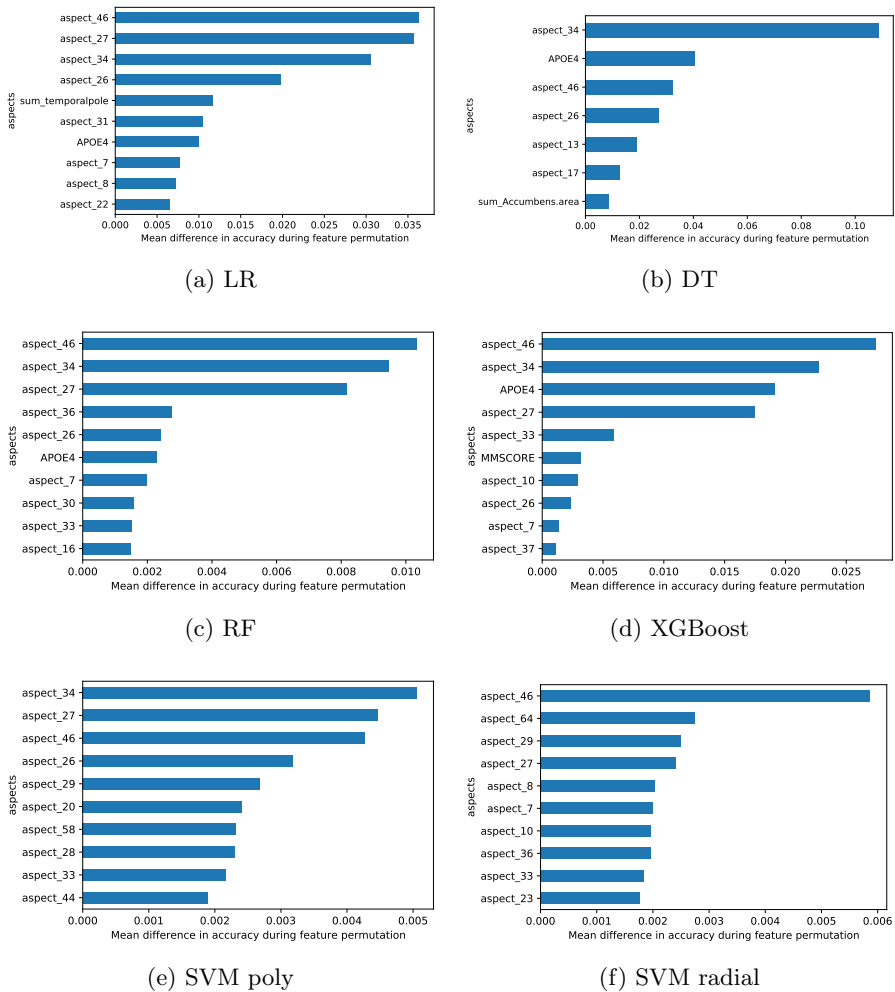 aspect_46
aspect_27
aspect_34
aspect_26
sum_temporalpole
aspect_31
APOE4
aspect_7
aspect_8
aspect_22
aspects
0.000 0.005 0.010 0.015 0.020 0.025 0.030 0.035
Mean difference in accuracy during feature permutation
(a) LR
aspect_34
APOE4
aspect_46
aspect_26
aspect_13
aspect_17
sum_Accumbens.area
aspects
0.00 0.02 0.04 0.06 0.08 0.10
Mean difference in accuracy during feature permutation
(b) DT
aspect_46
aspect_34
aspect_27
aspect_36
aspect_26
APOE4
aspect_7
aspect_30
aspect_33
aspect_16
aspects
0.000 0.002 0.004 0.006 0.008 0.010
Mean difference in accuracy during feature permutation
(c) RF
aspect_46
aspect_34
APOE4
aspect_27
aspect_33
MMSCORE
aspect_10
aspect_26
aspect_7
aspect_37
aspects
0.000 0.005 0.010 0.015 0.020 0.025
Mean difference in accuracy during feature permutation
(d) XGBoost
aspect_34
aspect_27
aspect_46
aspect_26
aspect_29
aspect_20
aspect_58
aspect_28
aspect_33
aspect_44
aspects
0.000 0.001 0.002 0.003 0.004 0.005
Mean difference in accuracy during feature permutation
(e) SVM poly
aspect_46
aspect_64
aspect_29
aspect_27
aspect_8
aspect_7
aspect_10
aspect_36
aspect_33
aspect_23
aspects
0.000 0.001 0.002 0.003 0.004 0.005 0.006
Mean difference in accuracy during feature permutation
(f) SVM radial